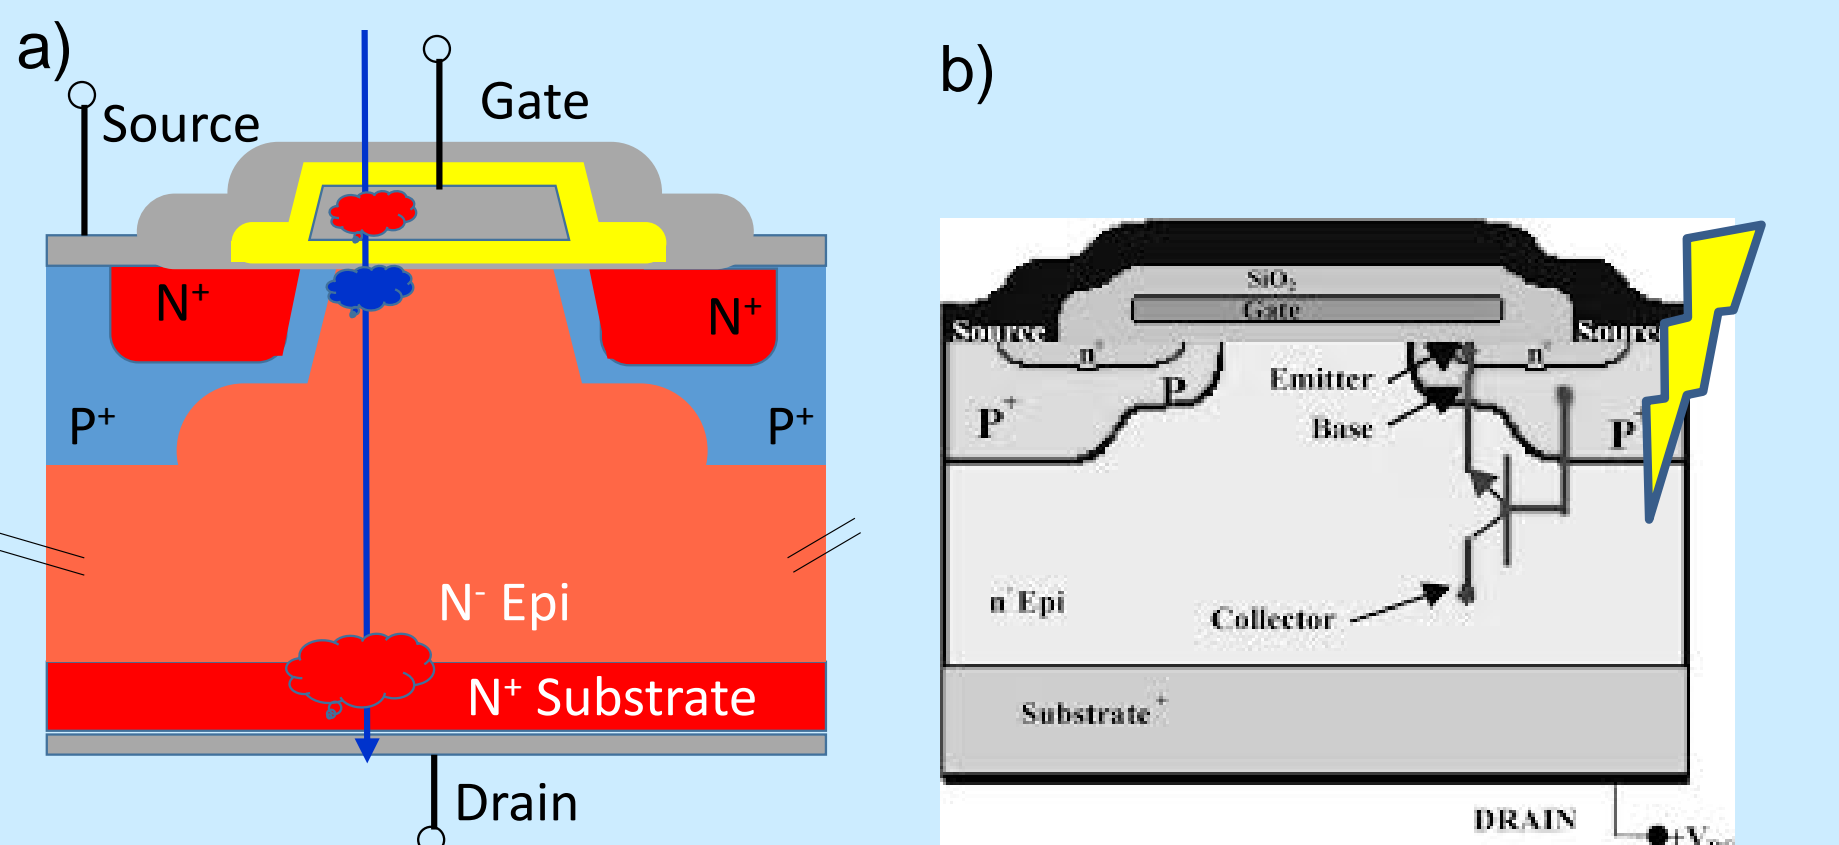 a)
Source
Gate
N⁺
N⁺
P⁺
P⁺
N⁻ Epi
N⁺ Substrate
Drain
b)
SiO₂
Gate
Source
Source
n⁺
n⁺
P
P⁺
P
Emitter
Base
n⁻Epi
Collector
Substrate⁺
DRAIN